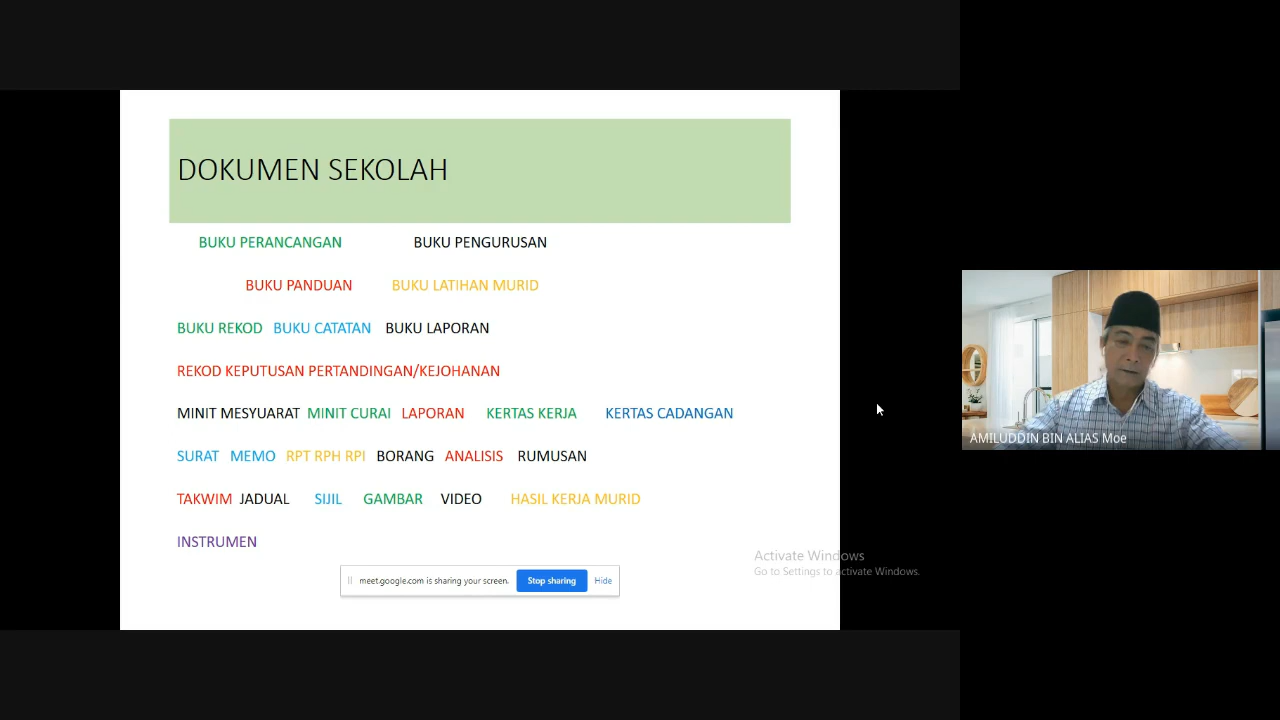 DOKUMEN SEKOLAH
BUKU PERANCANGAN BUKU PENGURUSAN
BUKU PANDUAN BUKU LATIHAN MURID
BUKU REKOD BUKU CATATAN BUKU LAPORAN
REKOD KEPUTUSAN PERTANDINGAN/KEJOHANAN
MINIT MESYUARAT MINIT CURAI LAPORAN KERTAS KERJA KERTAS CADANGAN
AMILUDDIN BIN ALIAS Moe
SURAT MEMO RPT RPH RPI BORANG ANALISIS RUMUSAN
TAKWIM JADUAL SIJIL GAMBAR VIDEO HASIL KERJA MURID
INSTRUMEN
Activate Windows
Go to Settings to activate Windows.
meet.google.com is sharing your screen. Stop sharing Hide